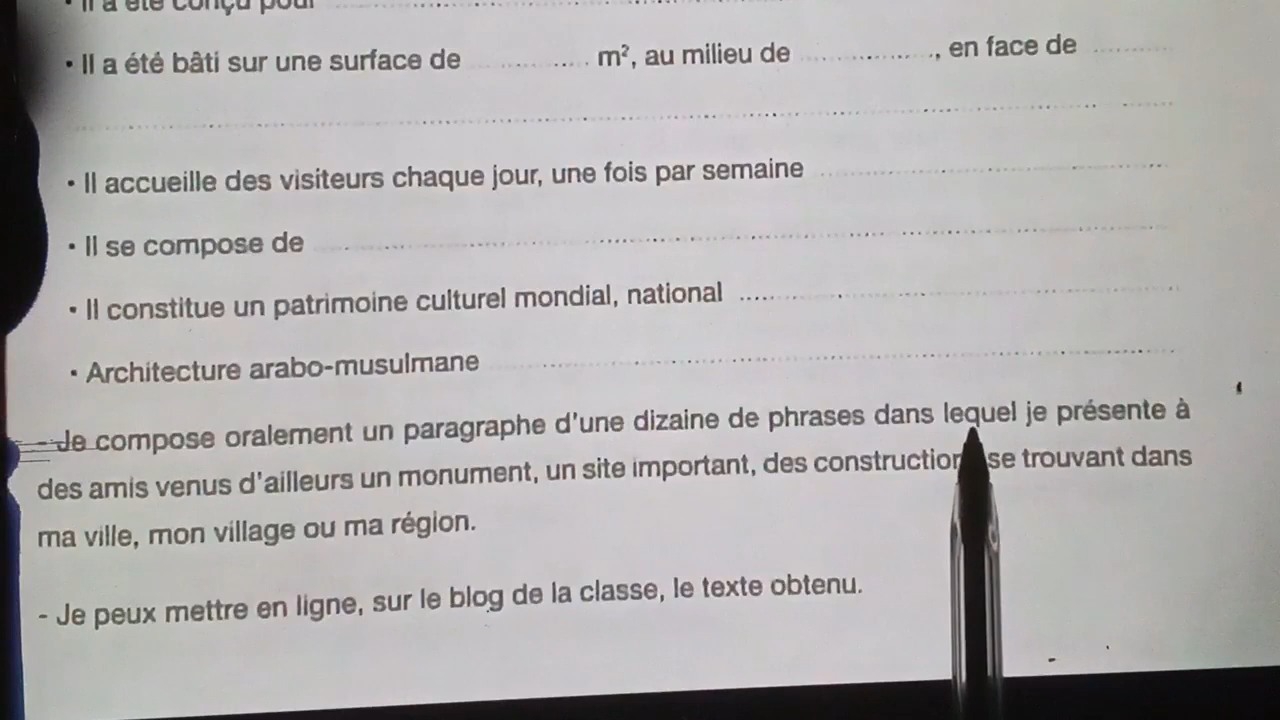 • Il a été conçu pour
• Il a été bâti sur une surface de .......... m², au milieu de .............., en face de ..........
• Il accueille des visiteurs chaque jour, une fois par semaine ..........
• Il se compose de ..........
• Il constitue un patrimoine culturel mondial, national ..........
• Architecture arabo-musulmane ..........
- Je compose oralement un paragraphe d'une dizaine de phrases dans lequel je présente à
des amis venus d'ailleurs un monument, un site important, des constructions se trouvant dans
ma ville, mon village ou ma région.
- Je peux mettre en ligne, sur le blog de la classe, le texte obtenu.